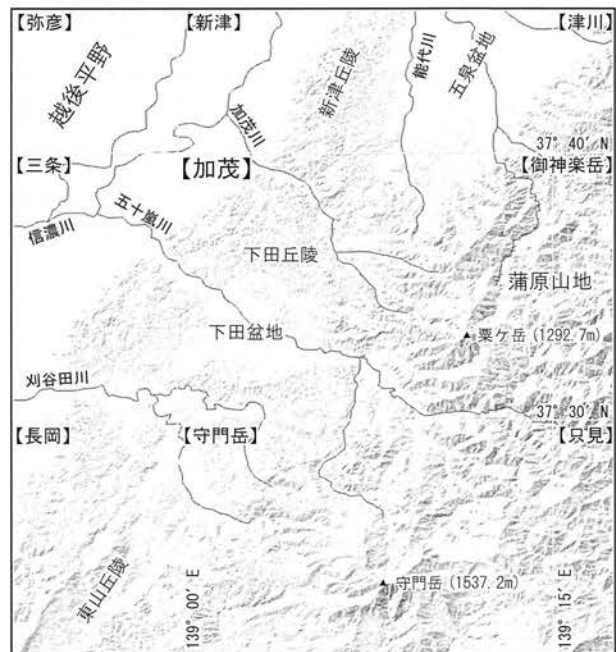 【弥彦】
【新津】
【津川】
越後平野
新津丘陵
能代川
五泉盆地
加茂川
37° 40′ N
【三条】
【加茂】
【御神楽岳】
五十嵐川
信濃川
下田丘陵
蒲原山地
下田盆地
粟ケ岳 (1292.7m)
刈谷田川
37° 30′ N
【長岡】
【守門岳】
【只見】
東山丘陵
139° 00′ E
守門岳 (1537.2m)
139° 15′ E